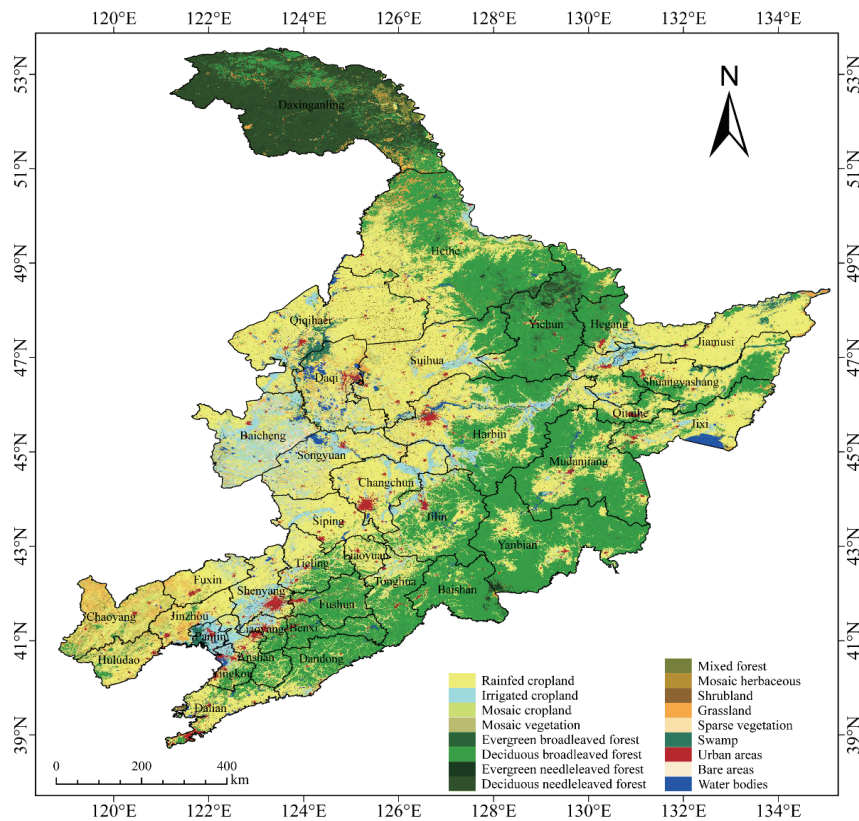 120°E 122°E 124°E 126°E 128°E 130°E 132°E 134°E
53°N 53°N
N
Daxinganling
51°N 51°N
49°N 49°N
Heihe
Qiqihaer
Yichun Hegang
Jiamusi
47°N 47°N
Suihua
Daqi
Shuangyashang
Qitaihe
Jixi
Baicheng
Harbin
45°N 45°N
Songyuan
Mudanjiang
Changchun
Siping
Jilin
43°N 43°N
Yanbian
Liaoyuan
Tieling
Fuxin
Tonghua
Shenyang
Baishan
Fushun
Chaoyang
Jinzhou
41°N 41°N
Panjin
Liaoyang
Benxi
Huludao
Anshan
Dandong
Yingkou
Dalian
39°N 39°N
Rainfed cropland
Irrigated cropland
Mosaic cropland
Mosaic vegetation
Evergreen broadleaved forest
Deciduous broadleaved forest
Evergreen needleleaved forest
Deciduous needleleaved forest
Mixed forest
Mosaic herbaceous
Shrubland
Grassland
Sparse vegetation
Swamp
Urban areas
Bare areas
Water bodies
0 200 400
km
120°E 122°E 124°E 126°E 128°E 130°E 132°E 134°E